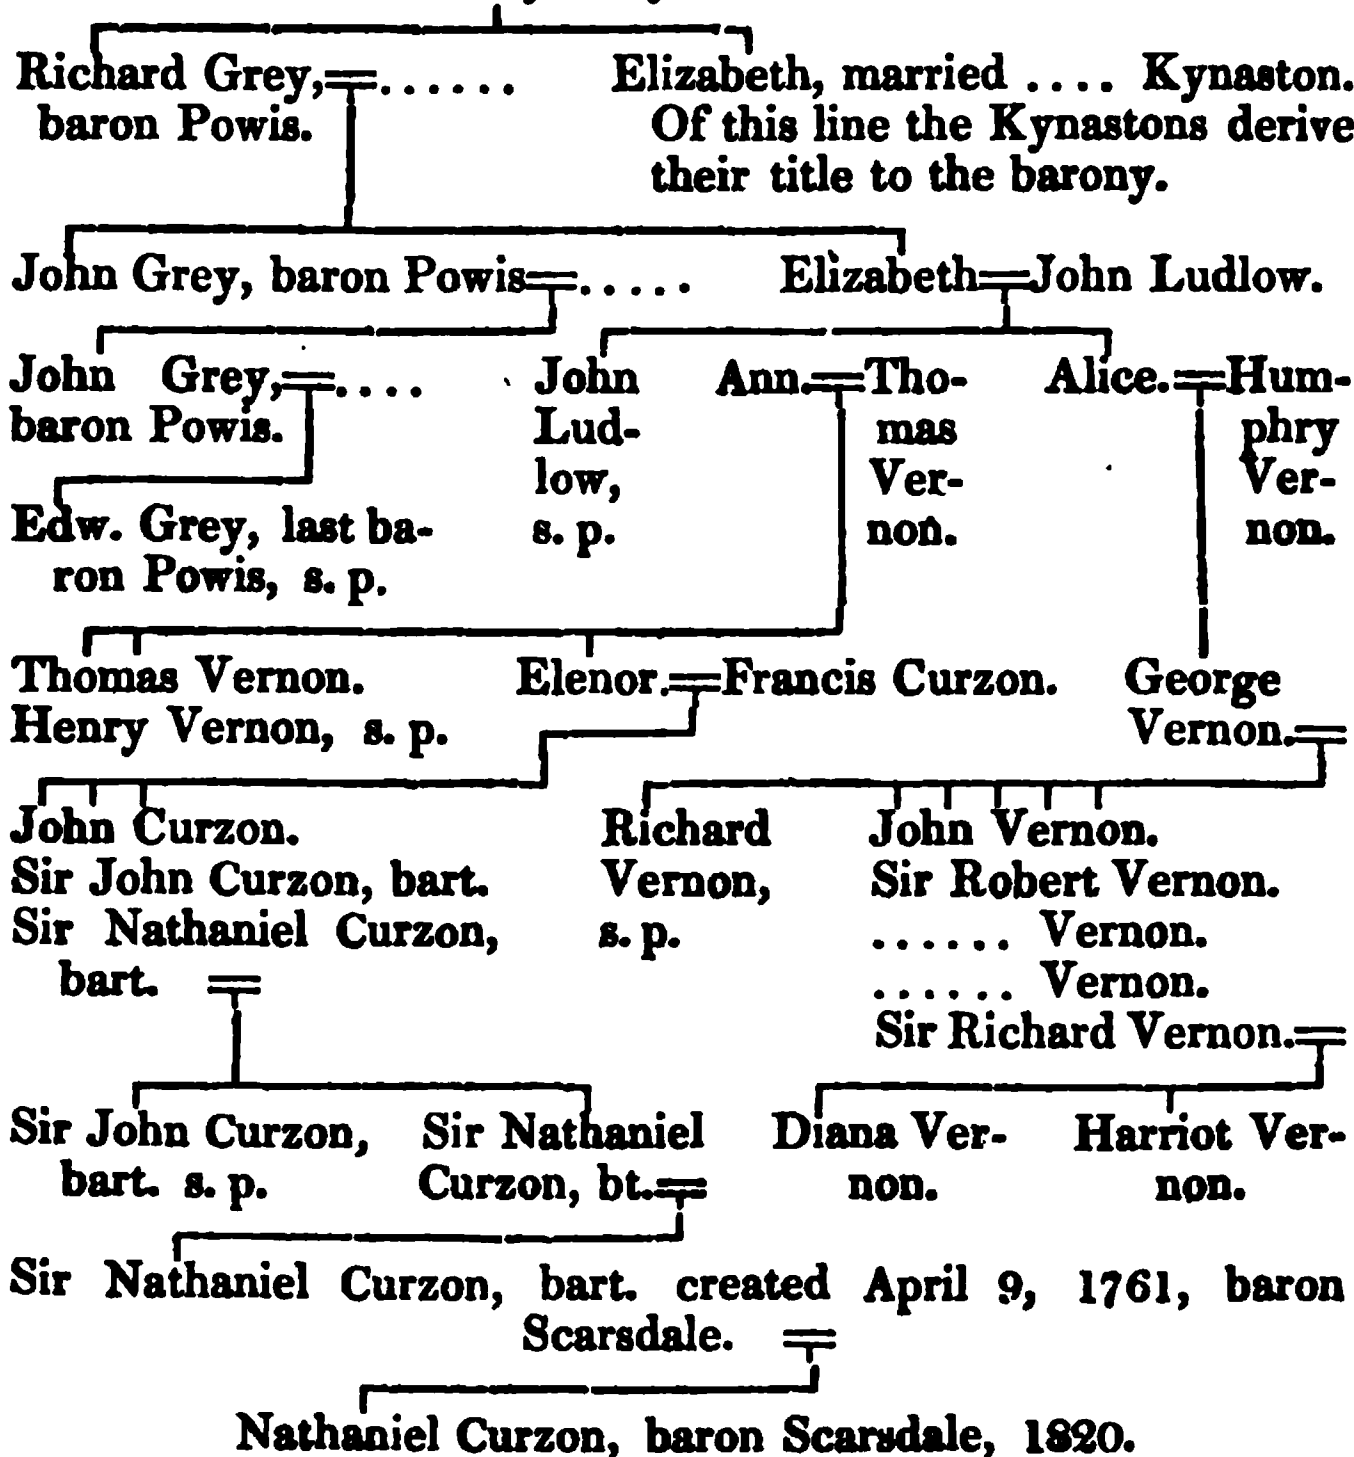 Richard Grey,=...... Elizabeth, married .... Kynaston.
baron Powis. Of this line the Kynastons derive
their title to the barony.
John Grey, baron Powis=..... Elizabeth=John Ludlow.
John Grey,=.... John Ann.=Tho- Alice.=Hum-
baron Powis. Lud- mas phry
low, Ver- Ver-
Edw. Grey, last ba- s. p. non. non.
ron Powis, s. p.
Thomas Vernon. Elenor.=Francis Curzon. George
Henry Vernon, s. p. Vernon.=
John Curzon. Richard John Vernon.
Sir John Curzon, bart. Vernon, Sir Robert Vernon.
Sir Nathaniel Curzon, s. p. ...... Vernon.
bart. = ...... Vernon.
Sir Richard Vernon.=
Sir John Curzon, Sir Nathaniel Diana Ver- Harriot Ver-
bart. s. p. Curzon, bt.= non. non.
Sir Nathaniel Curzon, bart. created April 9, 1761, baron
Scarsdale. =
Nathaniel Curzon, baron Scarsdale, 1820.